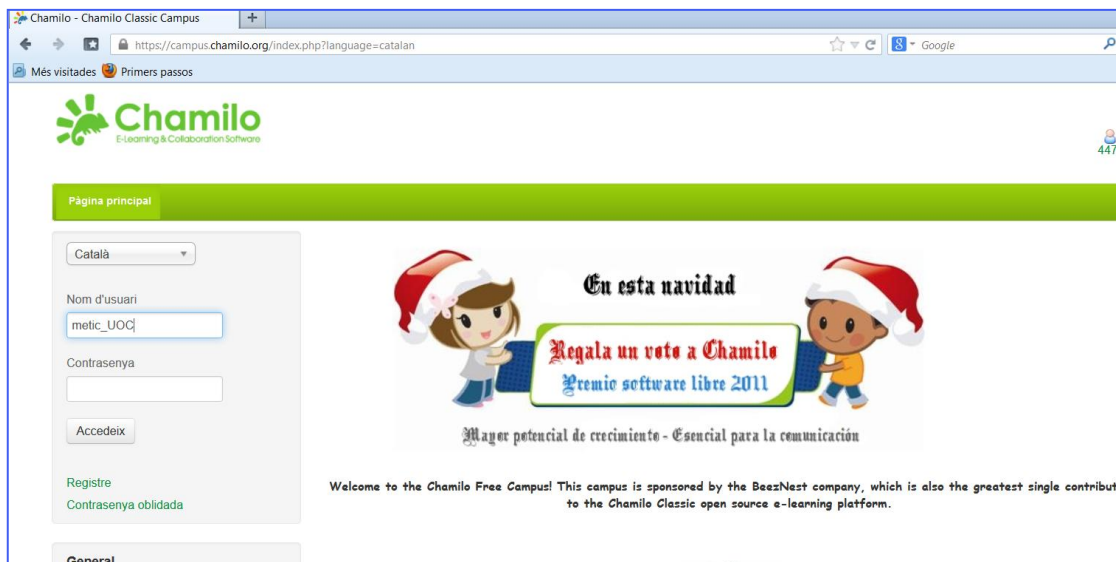 Chamilo - Chamilo Classic Campus +
https://campus.chamilo.org/index.php?language=catalan
Google
Més visitades Primers passos
Chamilo
E-Learning & Collaboration Software
447
Pàgina principal
Català
Nom d'usuari
metic_UOC
Contrasenya
Accedeix
Registre
Contrasenya oblidada
General
En esta navidad
Regala un voto a Chamilo
Premio software libre 2011
Mayor potencial de crecimiento - Esencial para la comunicación
Welcome to the Chamilo Free Campus! This campus is sponsored by the BeezNest company, which is also the greatest single contribut
to the Chamilo Classic open source e-learning platform.